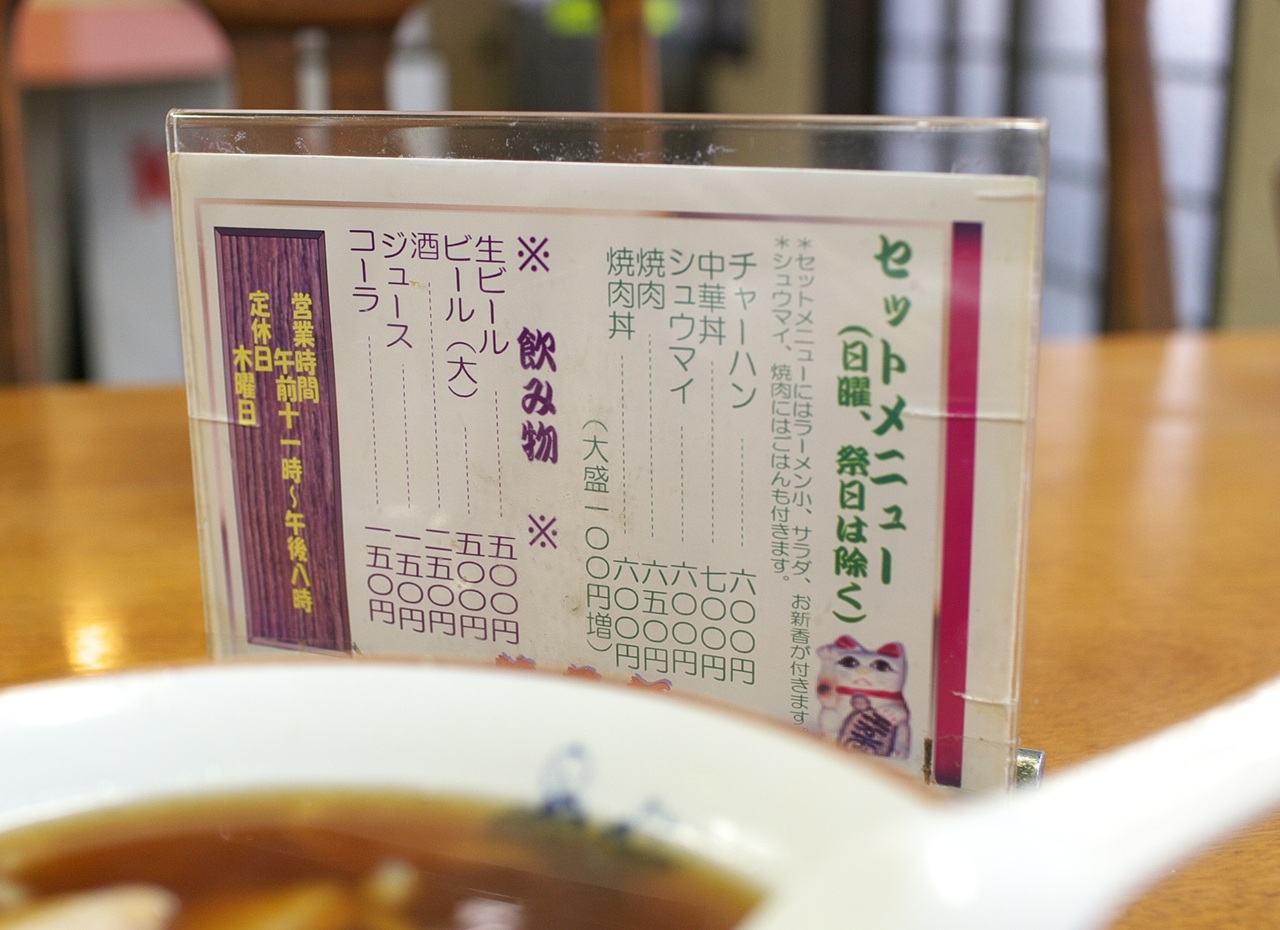 セットメニュー
(日曜、祭日は除く)
＊セットメニューにはラーメン小、サラダ、お新香が付きます。
＊シュウマイ、焼肉にはごはんも付きます。
チャーハン 六〇〇円
中華丼 七〇〇円
シュウマイ 六〇〇円
焼肉 六五〇円
焼肉丼 六〇〇円
(大盛一〇〇円増)
※ 飲み物 ※
生ビール 五〇〇円
ビール(大) 五〇〇円
酒 二五〇円
ジュース 一五〇円
コーラ 一五〇円
営業時間
午前十一時～午後八時
定休日
木曜日